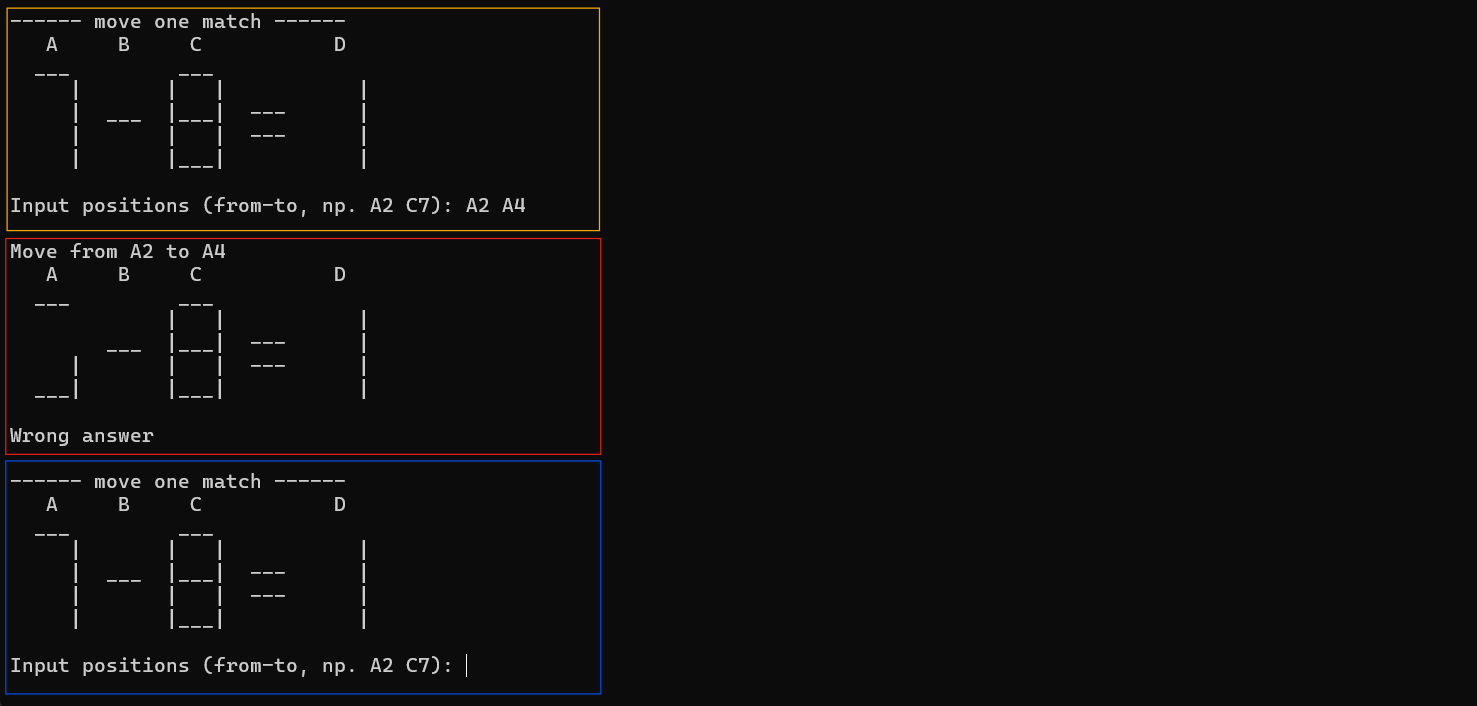 ------ move one match ------
A B C D
Input positions (from-to, np. A2 C7): A2 A4
Move from A2 to A4
A B C D
Wrong answer
------ move one match ------
A B C D
Input positions (from-to, np. A2 C7):